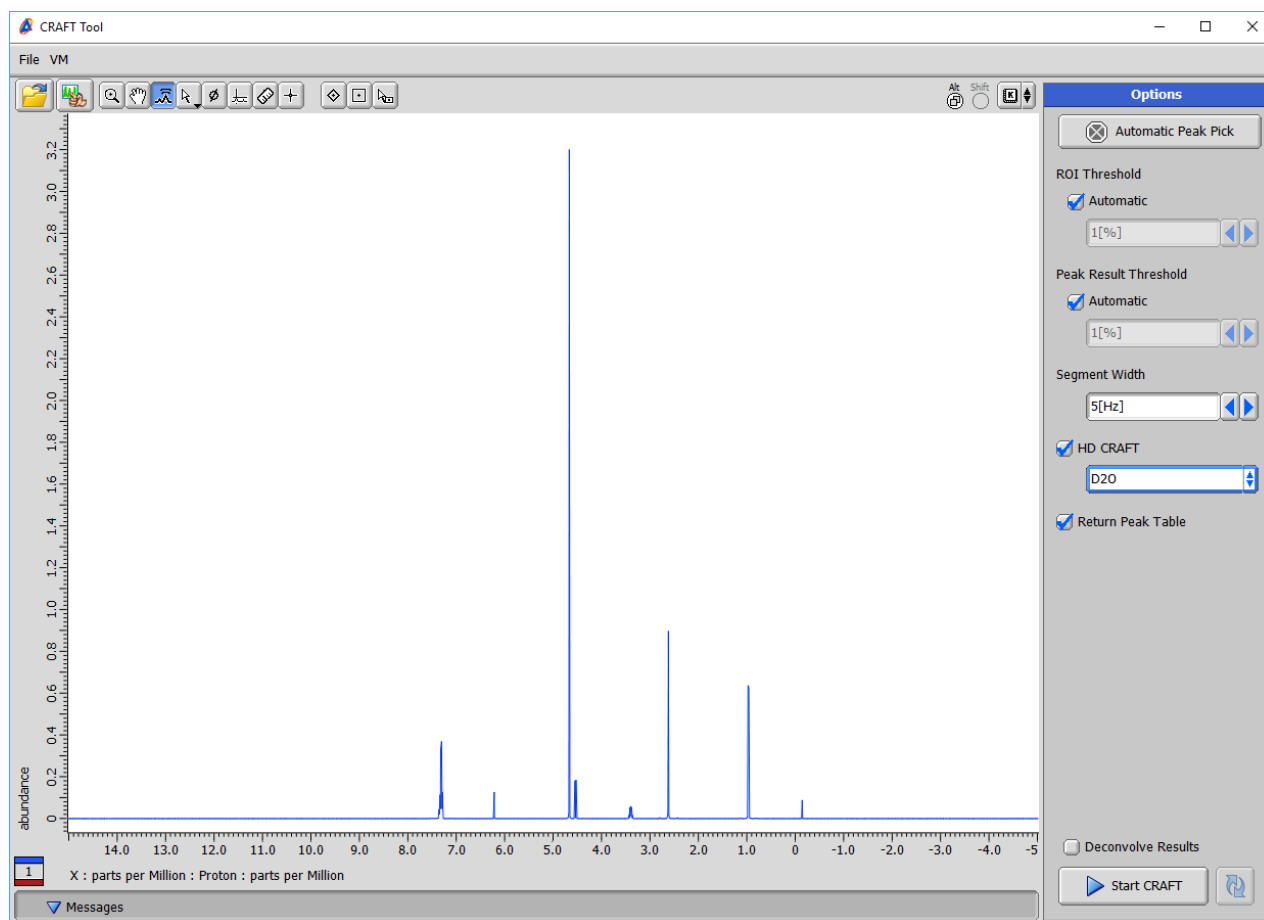 CRAFT Tool
File VM
Alt Shift
Options
Automatic Peak Pick
ROI Threshold
Automatic
1[%]
Peak Result Threshold
Automatic
1[%]
Segment Width
5[Hz]
HD CRAFT
D2O
Return Peak Table
Deconvolve Results
Start CRAFT
3.2
3.0
2.8
2.6
2.4
2.2
2.0
1.8
1.6
1.4
1.2
1.0
0.8
0.6
0.4
0.2
0
abundance
14.0 13.0 12.0 11.0 10.0 9.0 8.0 7.0 6.0 5.0 4.0 3.0 2.0 1.0 0 -1.0 -2.0 -3.0 -4.0 -5
1
X : parts per Million : Proton : parts per Million
Messages